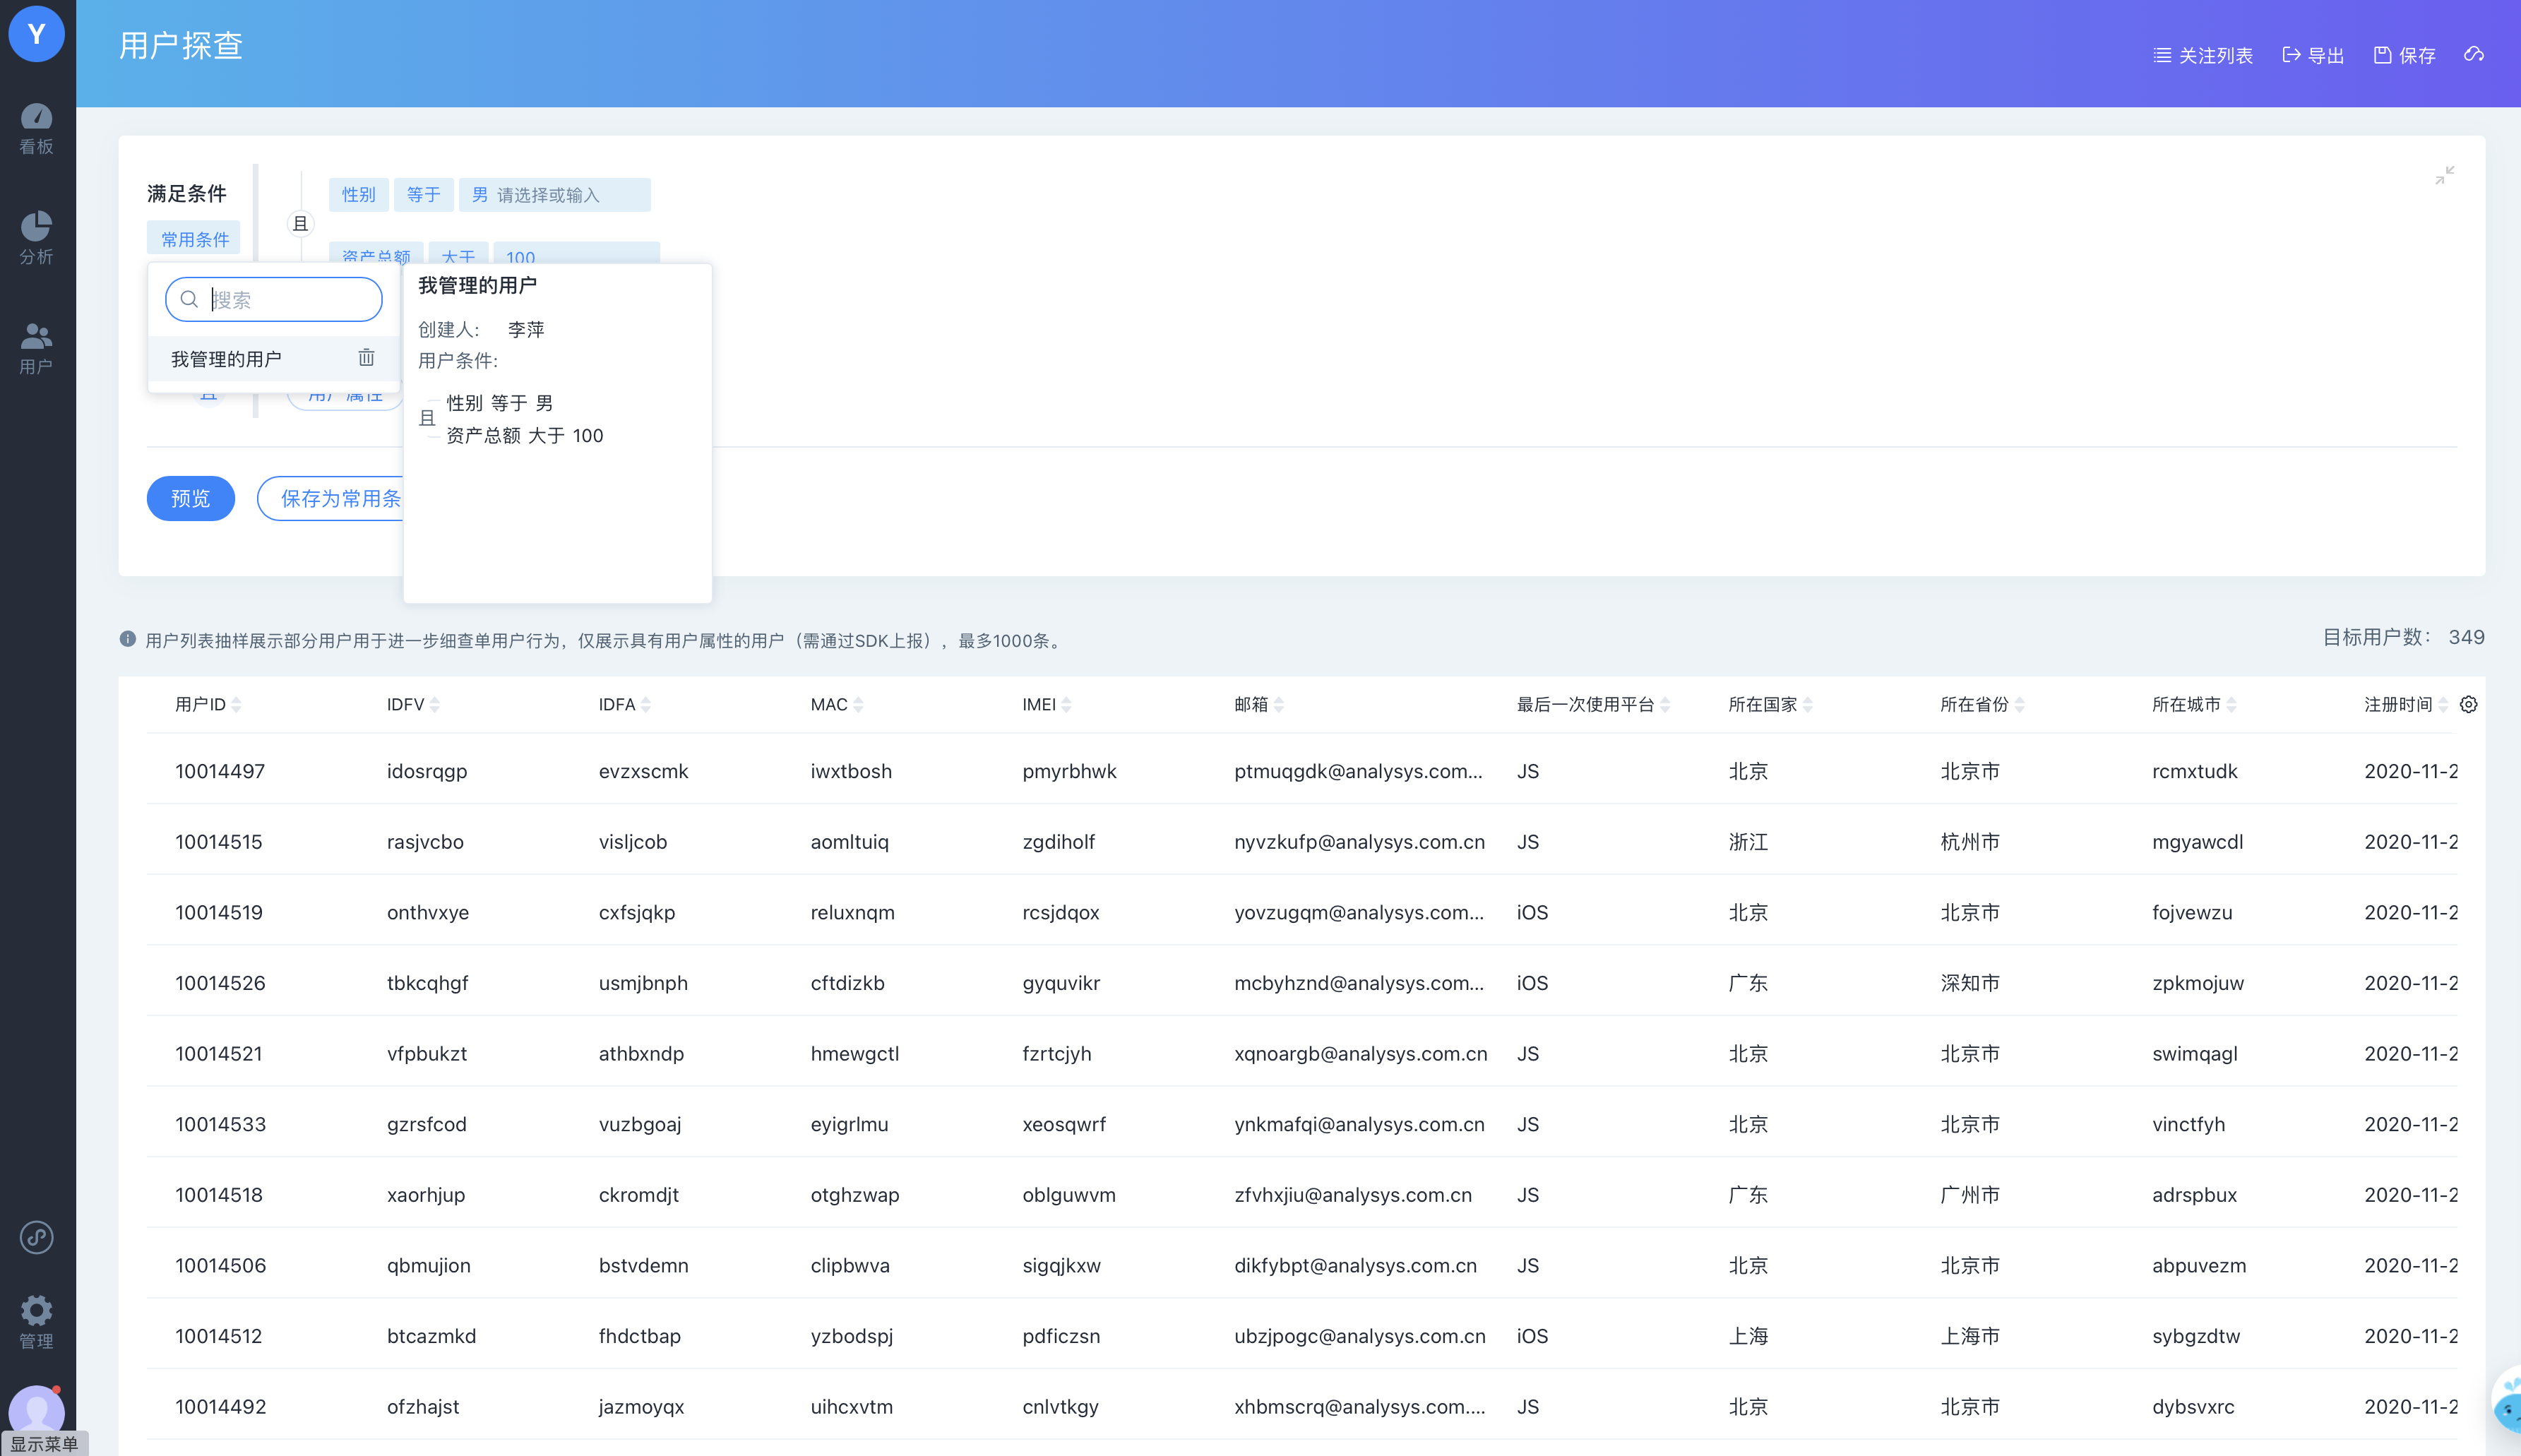 Y
用户探查
关注列表 导出 保存
看板
分析
用户
满足条件
常用条件
且
性别 等于 男 请选择或输入
资产总额 大于 100
搜索
我管理的用户
且 用户属性
我管理的用户
创建人: 李萍
用户条件:
且
性别 等于 男
资产总额 大于 100
预览 保存为常用条
用户列表抽样展示部分用户用于进一步细查单用户行为，仅展示具有用户属性的用户（需通过SDK上报），最多1000条。
目标用户数： 349
用户ID IDFV IDFA MAC IMEI 邮箱 最后一次使用平台 所在国家 所在省份 所在城市 注册时间
10014497 idosrqgp evzxscmk iwxtbosh pmyrbhwk ptmuqgdk@analysys.com... JS 北京 北京市 rcmxtudk 2020-11-2
10014515 rasjvcbo visljcob aomltuiq zgdiholf nyvzkufp@analysys.com.cn JS 浙江 杭州市 mgyawcdl 2020-11-2
10014519 onthvxye cxfsjqkp reluxnqm rcsjdqox yovzugqm@analysys.com... iOS 北京 北京市 fojvewzu 2020-11-2
10014526 tbkcqhgf usmjbnph cftdizkb gyquvikr mcbyhznd@analysys.com... iOS 广东 深知市 zpkmojuw 2020-11-2
10014521 vfpbukzt athbxndp hmewgctl fzrtcjyh xqnoargb@analysys.com.cn JS 北京 北京市 swimqagl 2020-11-2
10014533 gzrsfcod vuzbgoaj eyigrlmu xeosqwrf ynkmafqi@analysys.com.cn JS 北京 北京市 vinctfyh 2020-11-2
10014518 xaorhjup ckromdjt otghzwap oblguwvm zfvhxjiu@analysys.com.cn JS 广东 广州市 adrspbux 2020-11-2
10014506 qbmujion bstvdemn clipbwva sigqjkxw dikfybpt@analysys.com.cn JS 北京 北京市 abpuvezm 2020-11-2
10014512 btcazmkd fhdctbap yzbodspj pdficzsn ubzjpogc@analysys.com.cn iOS 上海 上海市 sybgzdtw 2020-11-2
10014492 ofzhajst jazmoyqx uihcxvtm cnlvtkgy xhbmscrq@analysys.com.... JS 北京 北京市 dybsvxrc 2020-11-2
管理
显示菜单